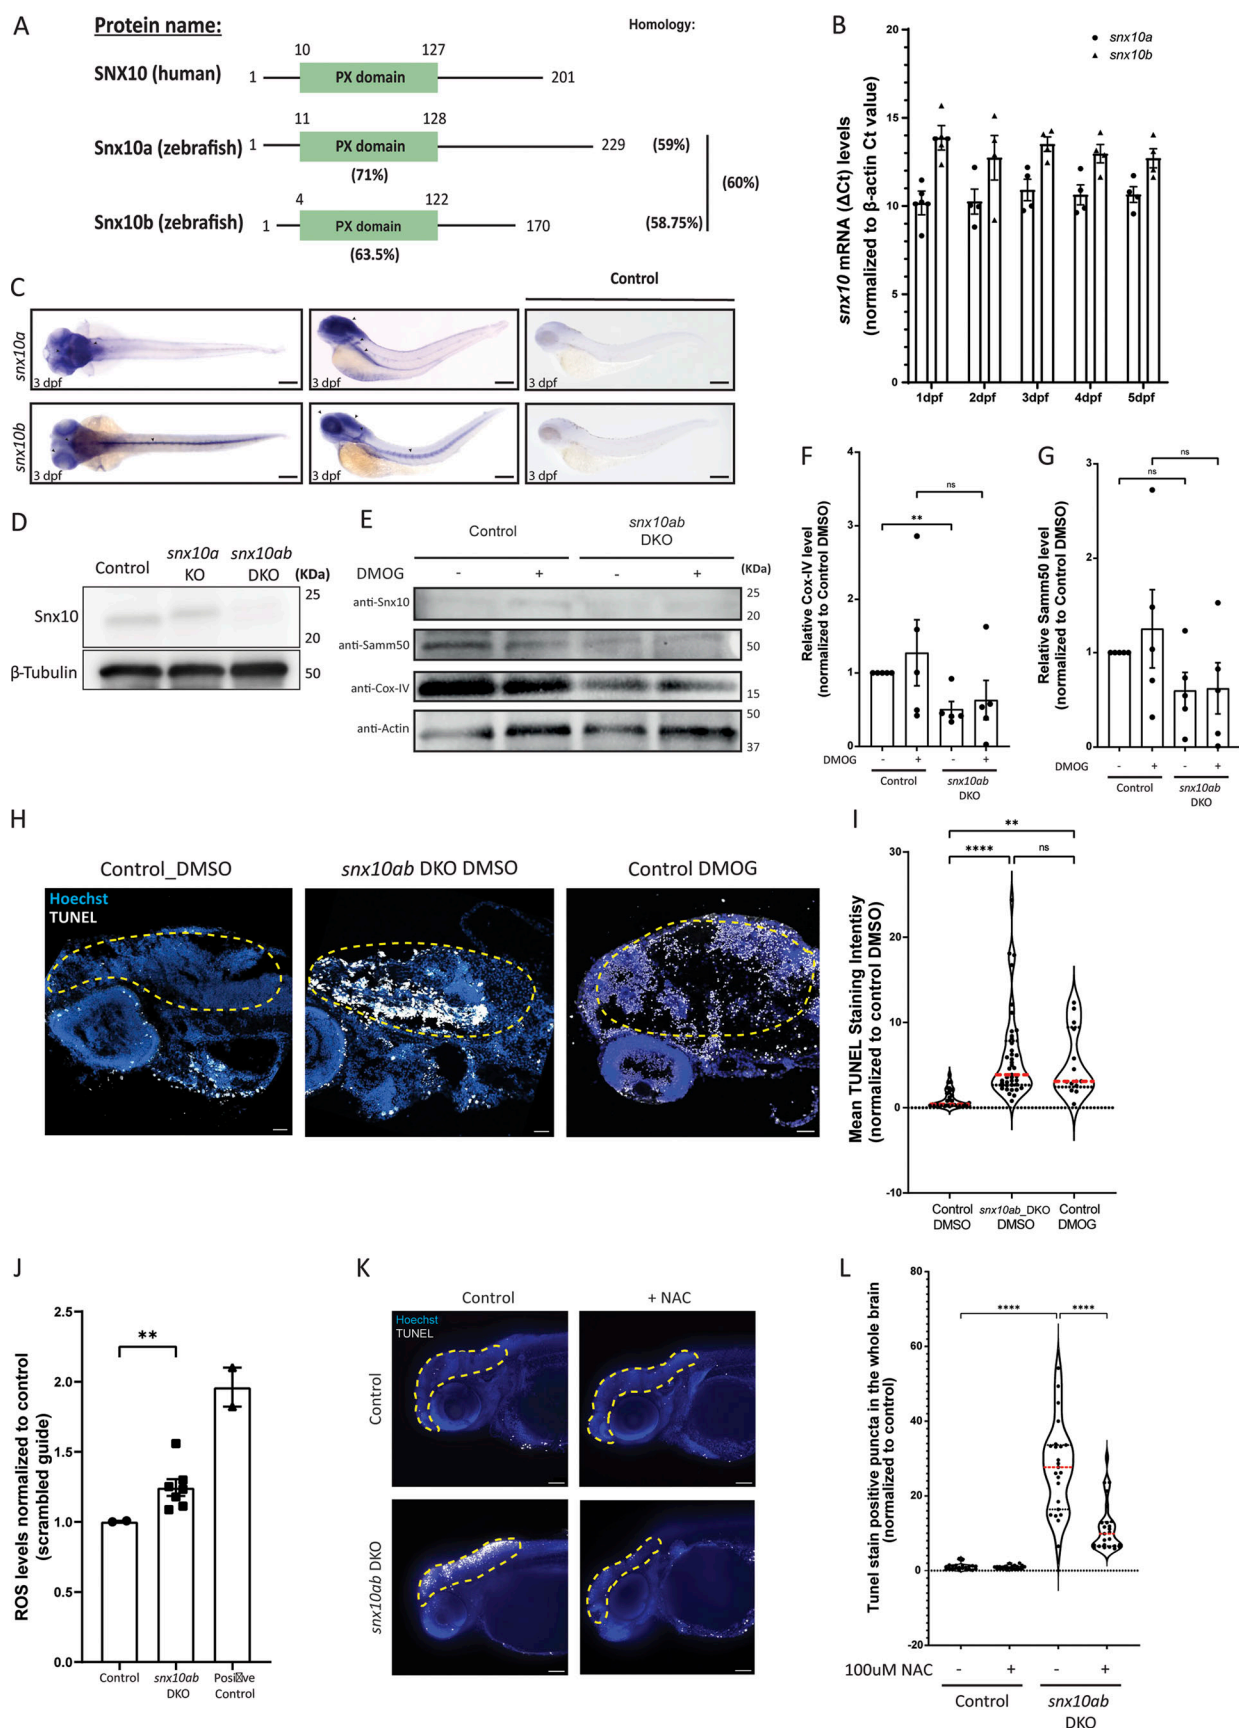 A
Protein name:
Homology:
SNX10 (human)
10
127
1
PX domain
201
Snx10a (zebrafish)
11
128
1
PX domain
229
(59%)
(71%)
(60%)
Snx10b (zebrafish)
4
122
1
PX domain
170
(58.75%)
(63.5%)
B
snx10a
snx10b
snx10 mRNA (ΔCt) levels
(normalized to β-actin Ct value)
20
15
10
5
0
1dpf
2dpf
3dpf
4dpf
5dpf
C
Control
snx10a
3 dpf
3 dpf
3 dpf
snx10b
3 dpf
3 dpf
3 dpf
D
Control
snx10a
KO
snx10ab
DKO
(KDa)
Snx10
25
20
β-Tubulin
50
E
Control
snx10ab
DKO
DMOG
-
+
-
+
(KDa)
anti-Snx10
25
20
anti-Samm50
50
anti-Cox-IV
15
anti-Actin
50
37
F
Relative Cox-IV level
(normalized to Control DMSO)
4
3
2
1
0
ns
**
DMOG
-
+
-
+
Control
snx10ab
DKO
G
Relative Samm50 level
(normalized to Control DMSO)
3
2
1
0
ns
ns
DMOG
-
+
-
+
Control
snx10ab
DKO
H
Control_DMSO
snx10ab DKO DMSO
Control DMOG
Hoechst
TUNEL
I
Mean TUNEL Staining Intentisy
(normalized to control DMSO)
30
20
10
0
-10
**
****
ns
Control
DMSO
snx10ab_DKO
DMSO
Control
DMOG
J
ROS levels normalized to control
(scrambled guide)
2.5
2.0
1.5
1.0
0.5
0.0
**
Control
snx10ab
DKO
Posi☒ve
Control
K
Control
+ NAC
Hoechst
TUNEL
Control
snx10ab DKO
L
Tunel stain positive puncta in the whole brain
(normalized to control)
80
60
40
20
0
-20
****
****
100uM NAC
-
+
-
+
Control
snx10ab
DKO